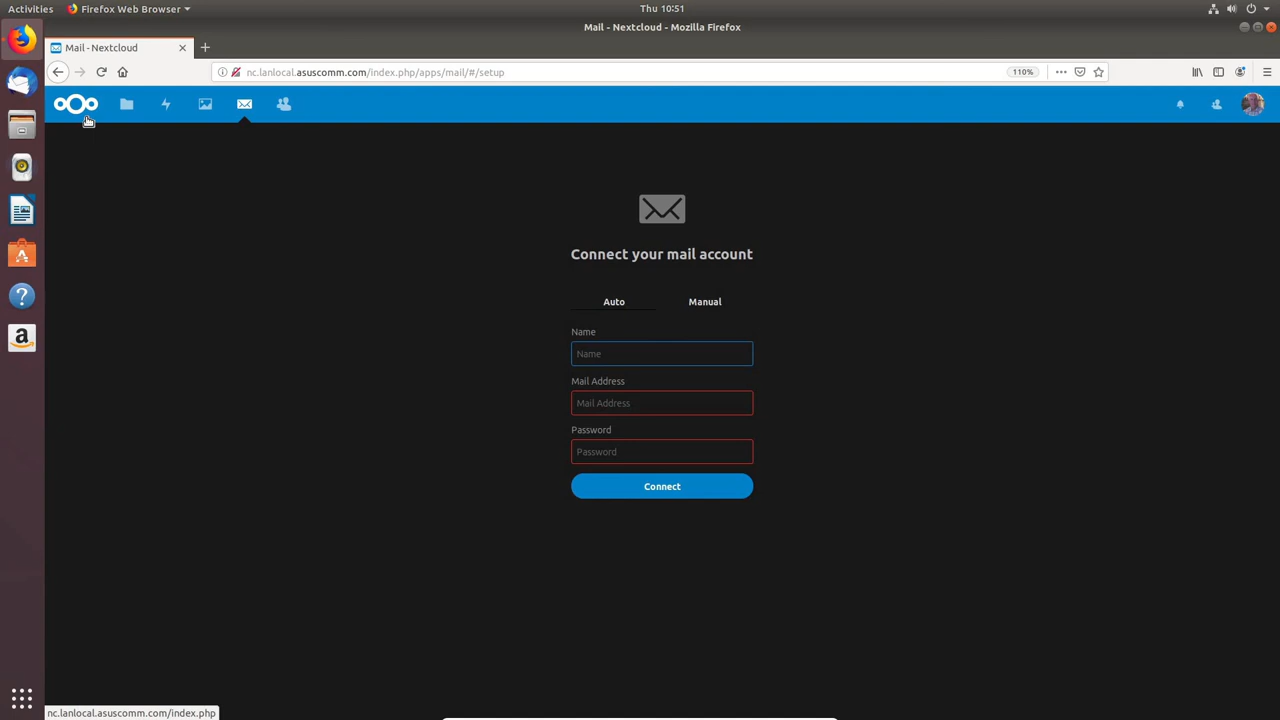 Activities
Firefox Web Browser
Thu 10:51
Mail - Nextcloud - Mozilla Firefox
Mail - Nextcloud
nc.lanlocal.asuscomm.com/index.php/apps/mail/#/setup
110%
Connect your mail account
Auto
Manual
Name
Name
Mail Address
Mail Address
Password
Password
Connect
nc.lanlocal.asuscomm.com/index.php